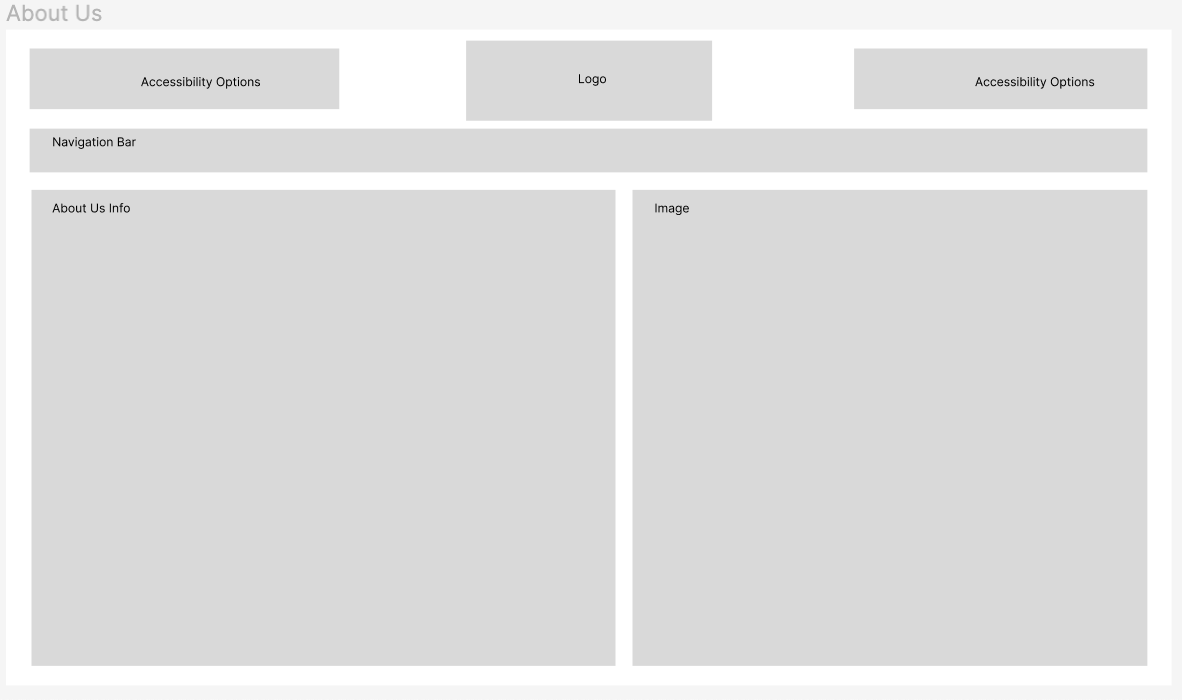 About Us
Accessibility Options
Logo
Accessibility Options
Navigation Bar
About Us Info
Image